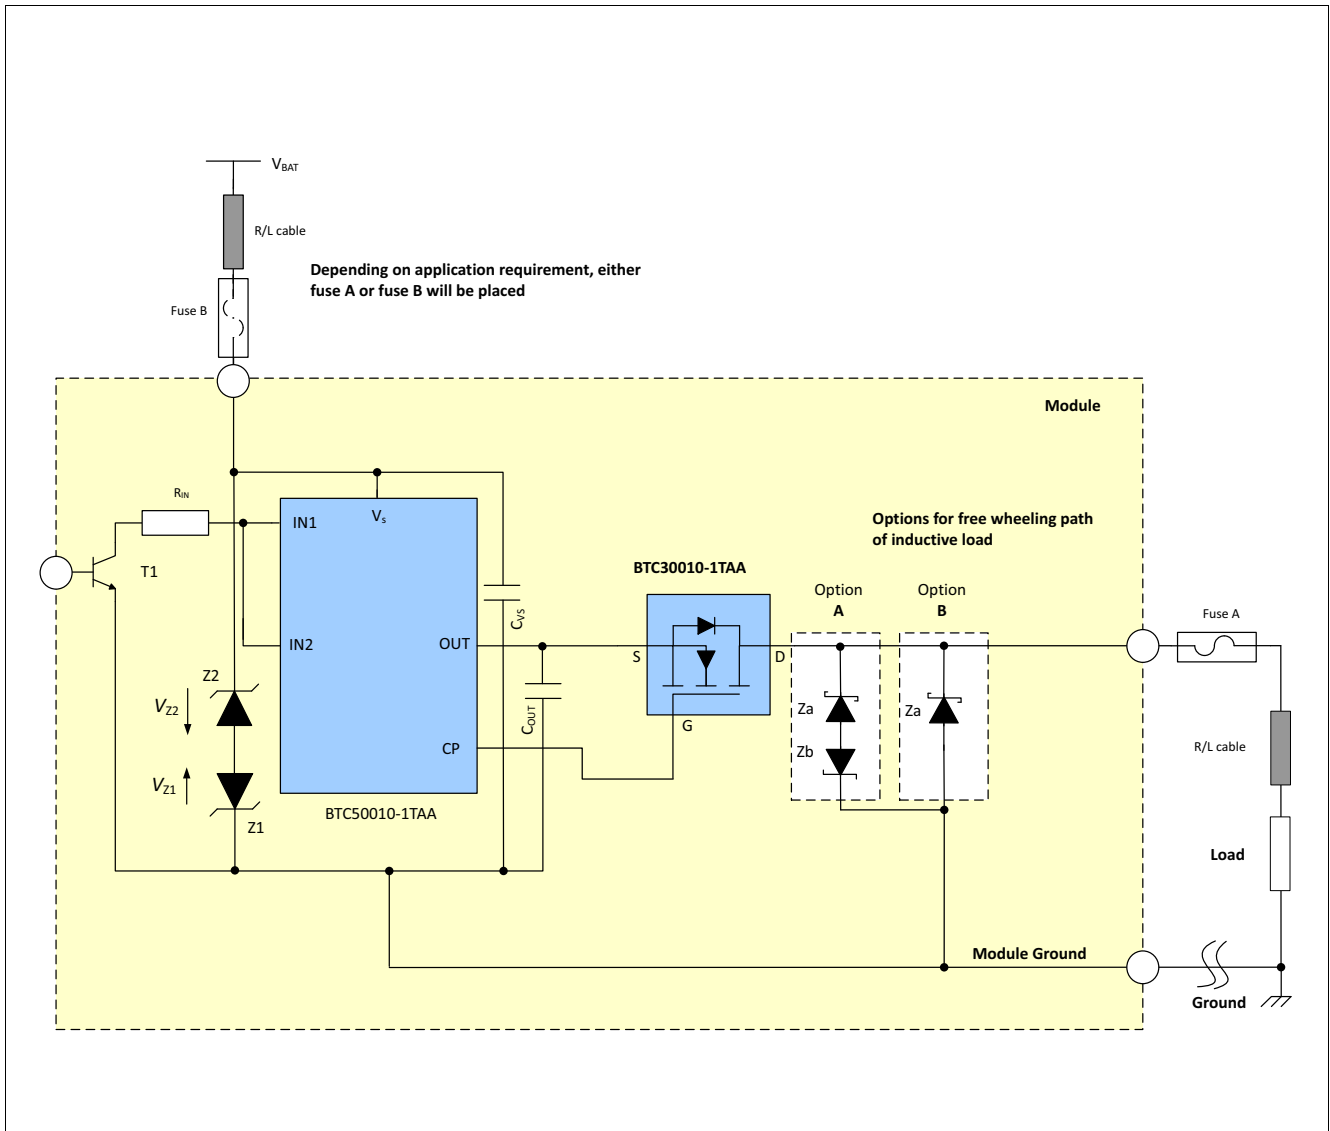 VBAT
R/L cable
Depending on application requirement, either
fuse A or fuse B will be placed
Fuse B
Module
RIN
IN1
Vs
Options for free wheeling path
of inductive load
T1
BTC30010-1TAA
Option
A
Option
B
CVS
Fuse A
IN2
OUT
S
D
Z2
VZ2
COUT
G
Za
Za
Zb
CP
R/L cable
VZ1
BTC50010-1TAA
Z1
Load
Module Ground
Ground